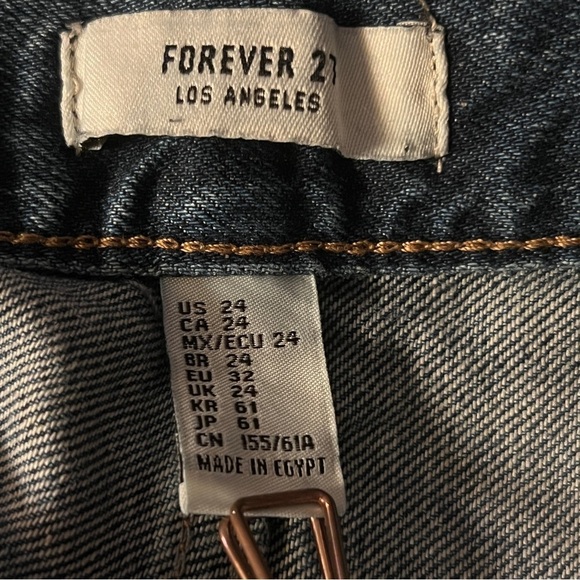 FOREVER 21
LOS ANGELES
US 24
CA 24
MX/ECU 24
BR 24
EU 32
UK 24
KR 61
JP 61
CN 155/61A
MADE IN EGYPT